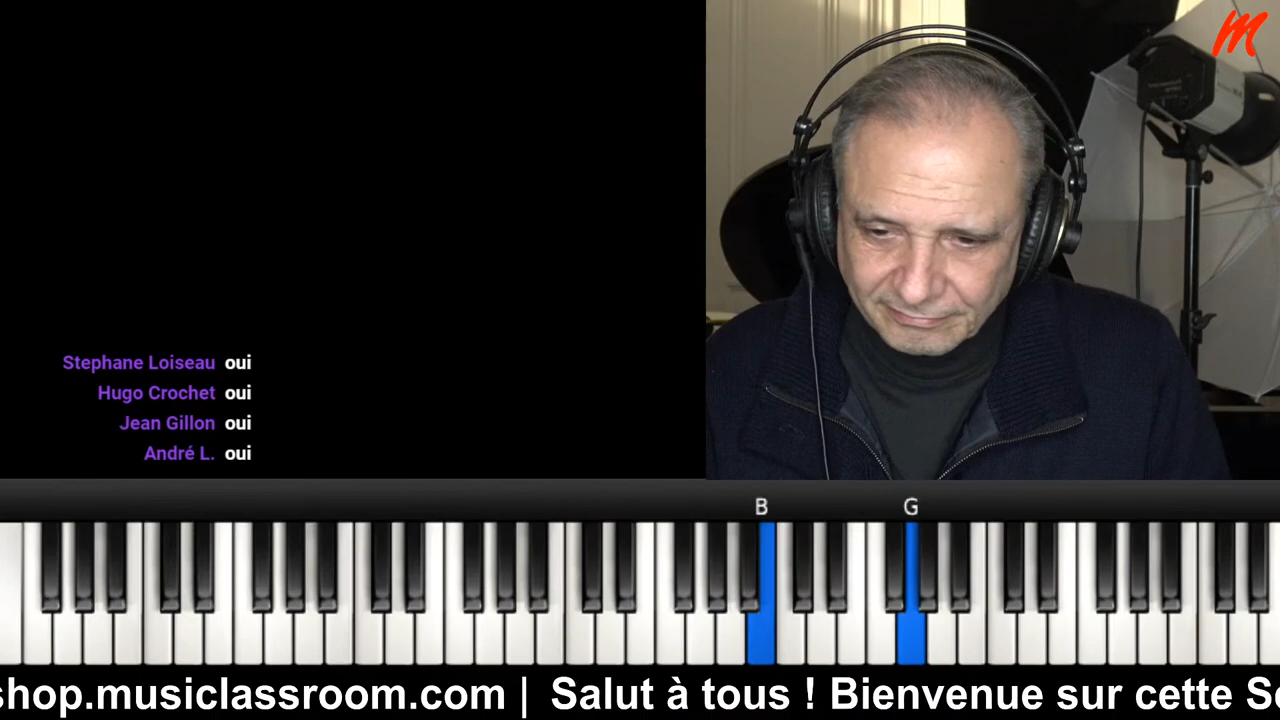 M
Stephane Loiseau oui
Hugo Crochet oui
Jean Gillon oui
André L. oui
B G
shop.musiclassroom.com | Salut à tous ! Bienvenue sur cette